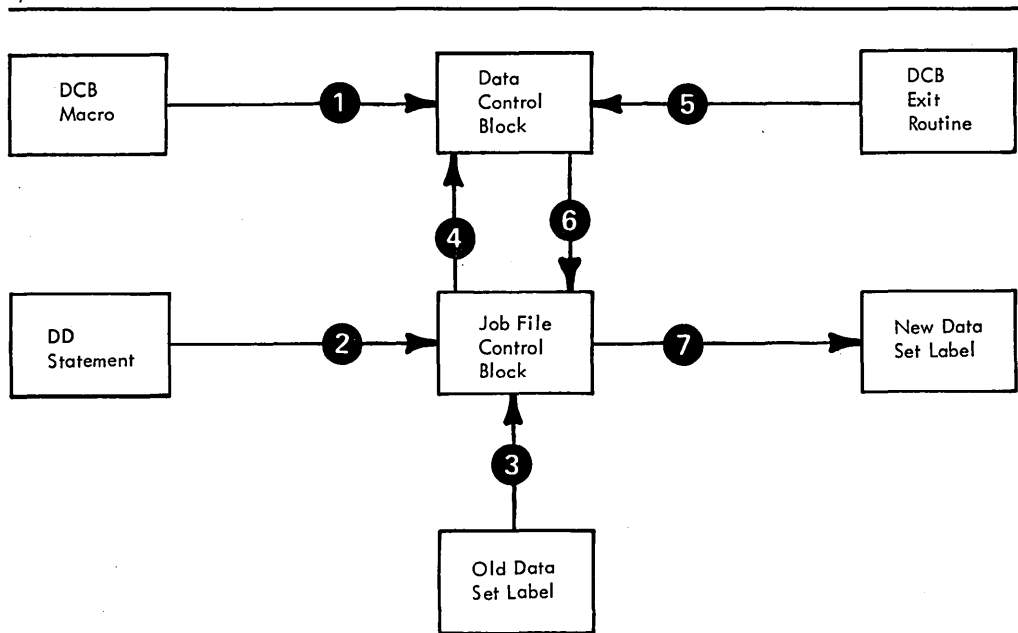 DCB
Macro
1
Data
Control
Block
5
DCB
Exit
Routine
4
6
DD
Statement
2
Job File
Control
Block
7
New Data
Set Label
3
Old Data
Set Label